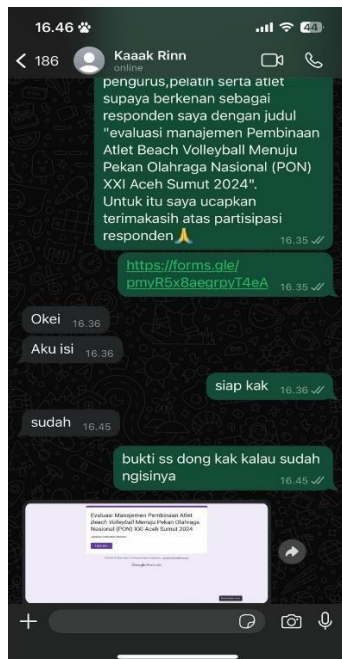 16.46
44
186
Kaaak Rinn
online
pengurus,pelatih serta atlet
supaya berkenan sebagai
responden saya dengan judul
"evaluasi manajemen Pembinaan
Atlet Beach Volleyball Menuju
Pekan Olahraga Nasional (PON)
XXI Aceh Sumut 2024".
Untuk itu saya ucapkan
terimakasih atas partisipasi
responden🙏
16.35
https://forms.gle/
pmyR5x8aegrpyT4eA 16.35
Okei 16.36
Aku isi 16.36
siap kak 16.36
sudah 16.45
bukti ss dong kak kalau sudah
ngisinya
16.45
Evaluasi Manajemen Pembinaan Atlet
Beach Volleyball Menuju Pekan Olahraga
Nasional (PON) XXI Aceh Sumut 2024
Google Formulir